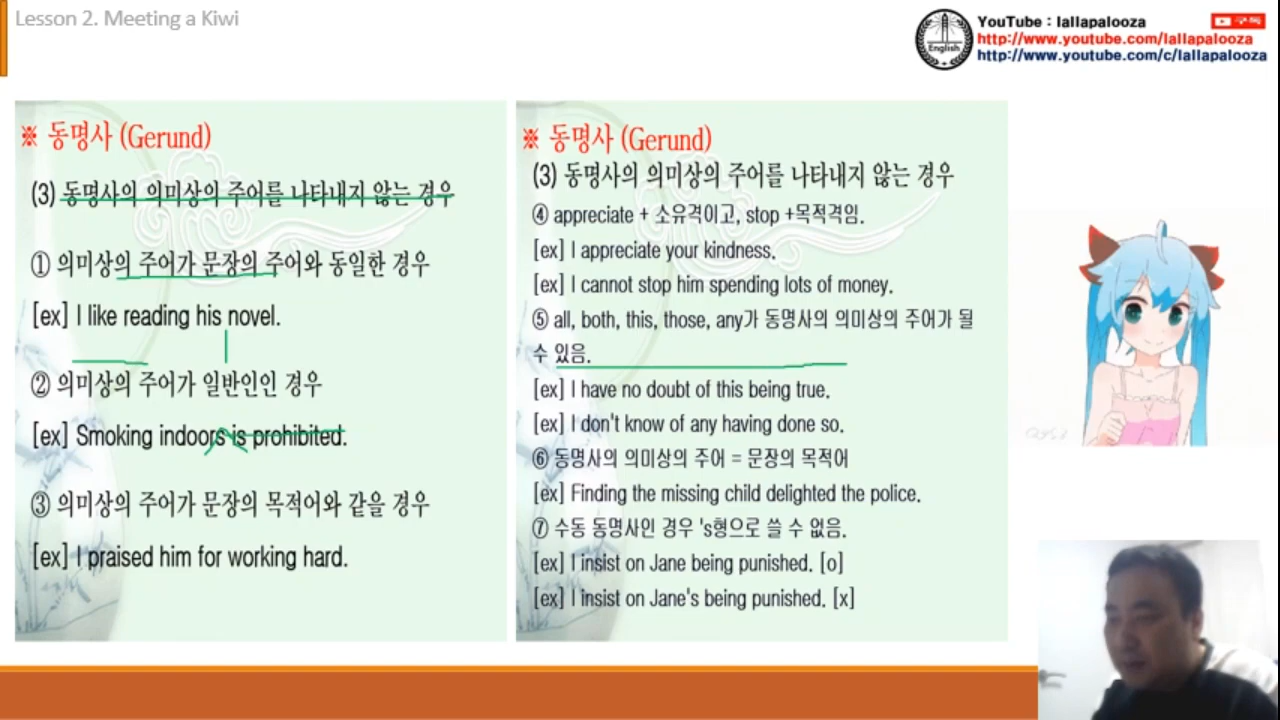 Lesson 2. Meeting a Kiwi
YouTube : lallapalooza
구독
http://www.youtube.com/lallapalooza
English
http://www.youtube.com/c/lallapalooza
※ 동명사 (Gerund)
(3) 동명사의 의미상의 주어를 나타내지 않는 경우
① 의미상의 주어가 문장의 주어와 동일한 경우
[ex] I like reading his novel.
② 의미상의 주어가 일반인인 경우
[ex] Smoking indoors is prohibited.
③ 의미상의 주어가 문장의 목적어와 같을 경우
[ex] I praised him for working hard.
※ 동명사 (Gerund)
(3) 동명사의 의미상의 주어를 나타내지 않는 경우
④ appreciate + 소유격이고, stop +목적격임.
[ex] I appreciate your kindness.
[ex] I cannot stop him spending lots of money.
⑤ all, both, this, those, any가 동명사의 의미상의 주어가 될
수 있음.
[ex] I have no doubt of this being true.
[ex] I don't know of any having done so.
⑥ 동명사의 의미상의 주어 = 문장의 목적어
[ex] Finding the missing child delighted the police.
⑦ 수동 동명사인 경우 's형으로 쓸 수 없음.
[ex] I insist on Jane being punished. [o]
[ex] I insist on Jane's being punished. [x]